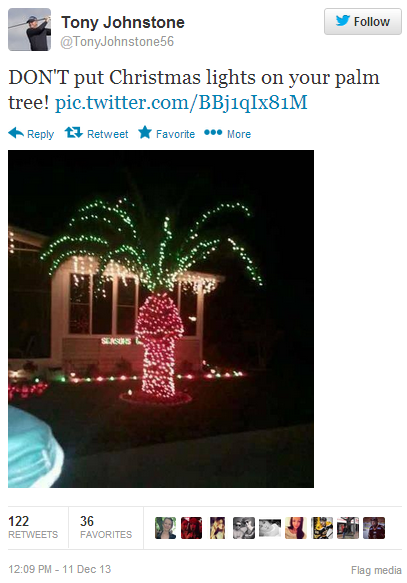 Tony Johnstone
Follow
@TonyJohnstone56
DON'T put Christmas lights on your palm
tree! pic.twitter.com/BBj1qIx81M
Reply Retweet Favorite More
SEASONS
122 36
RETWEETS FAVORITES
12:09 PM - 11 Dec 13 Flag media